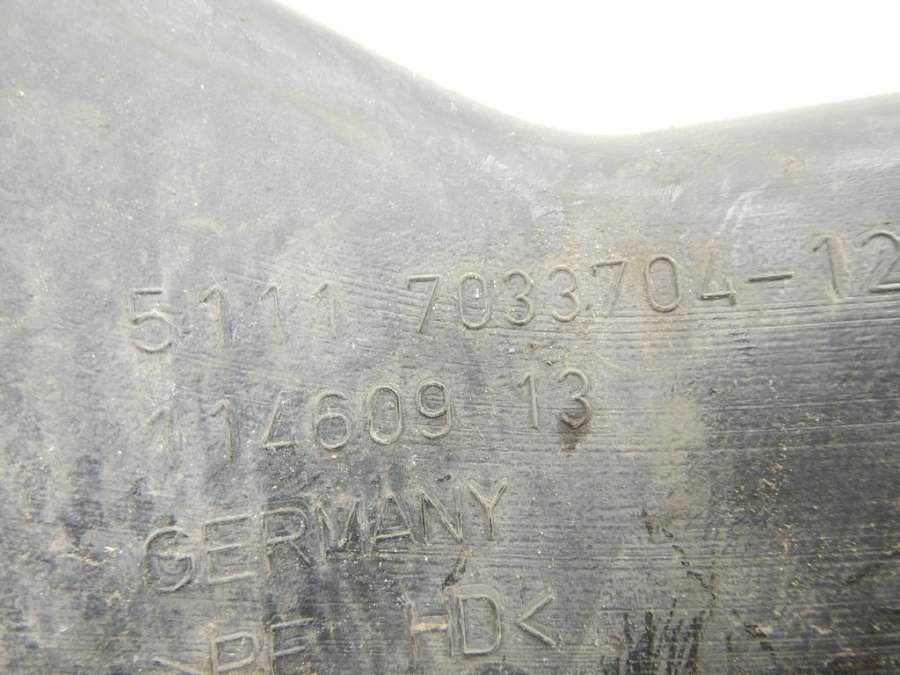 5111 7033704-12
114609-13
GERMANY
>PE HD<